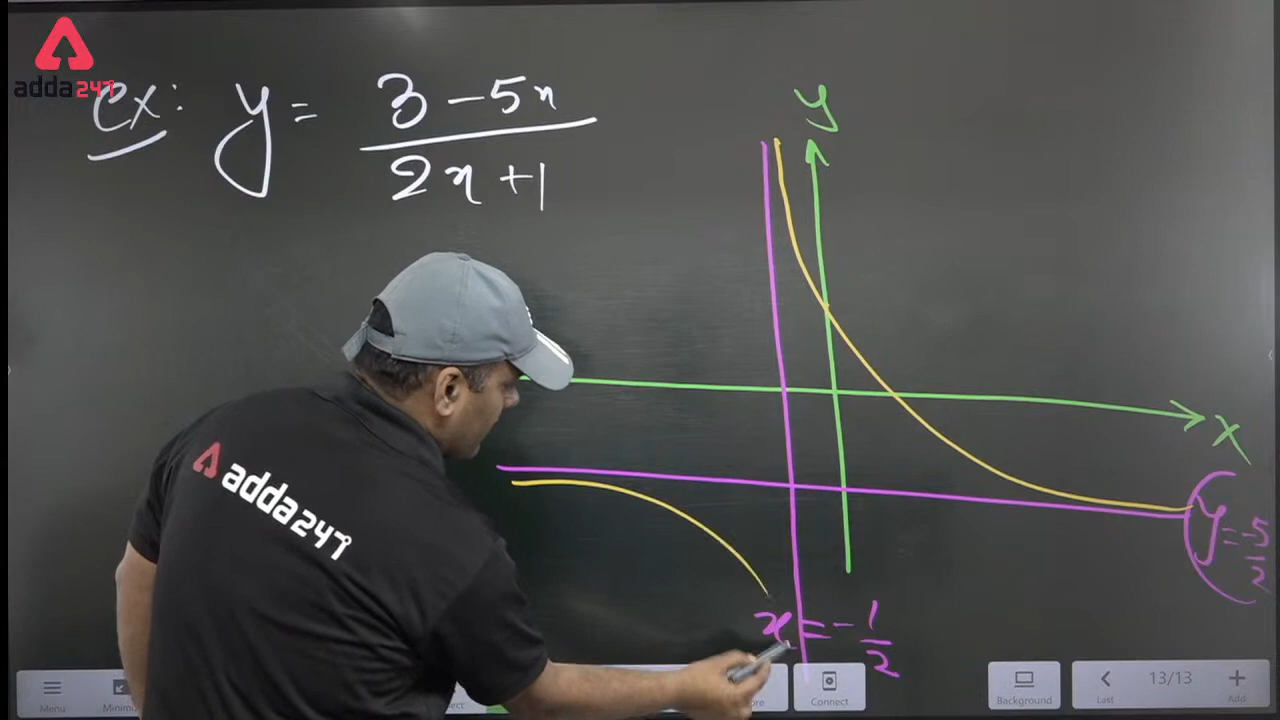 adda247
ex: y = 3 - 5x / 2x + 1
y
x
y = -5/2
x = -1/2
adda247
Menu
Connect
Background
Last
13/13
Add